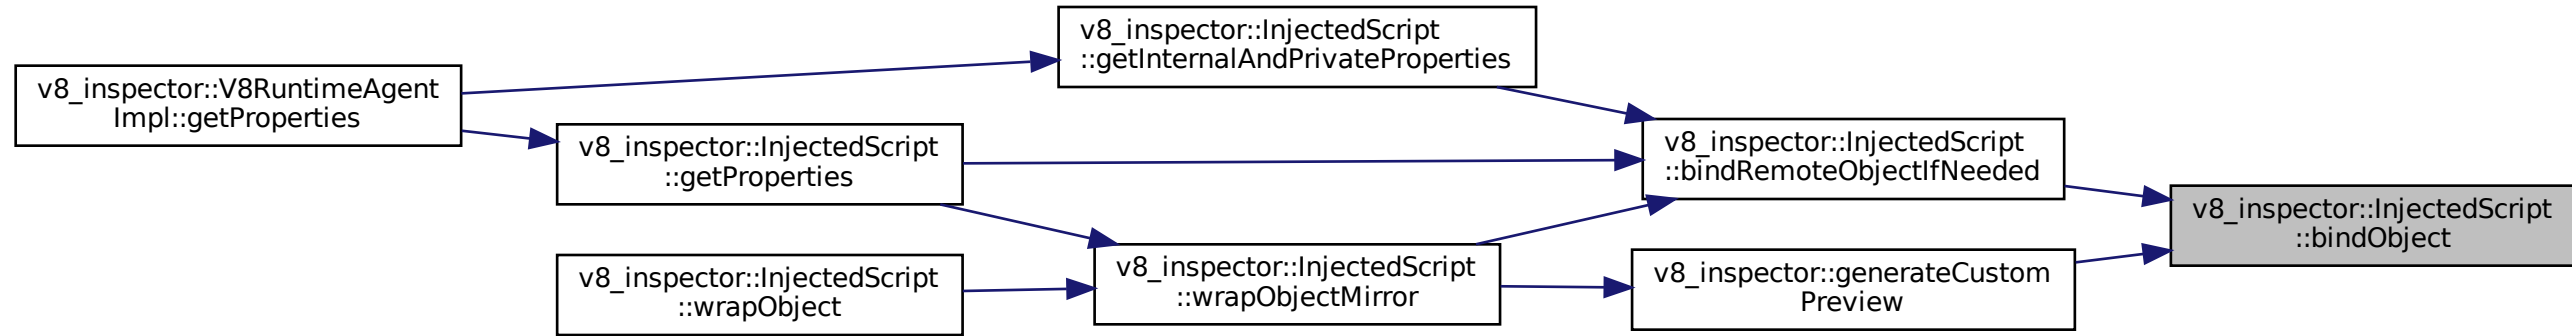 v8_inspector::InjectedScript
::getInternalAndPrivateProperties
v8_inspector::V8RuntimeAgent
Impl::getProperties
v8_inspector::InjectedScript
::getProperties
v8_inspector::InjectedScript
::bindRemoteObjectIfNeeded
v8_inspector::InjectedScript
::bindObject
v8_inspector::InjectedScript
::wrapObject
v8_inspector::InjectedScript
::wrapObjectMirror
v8_inspector::generateCustom
Preview